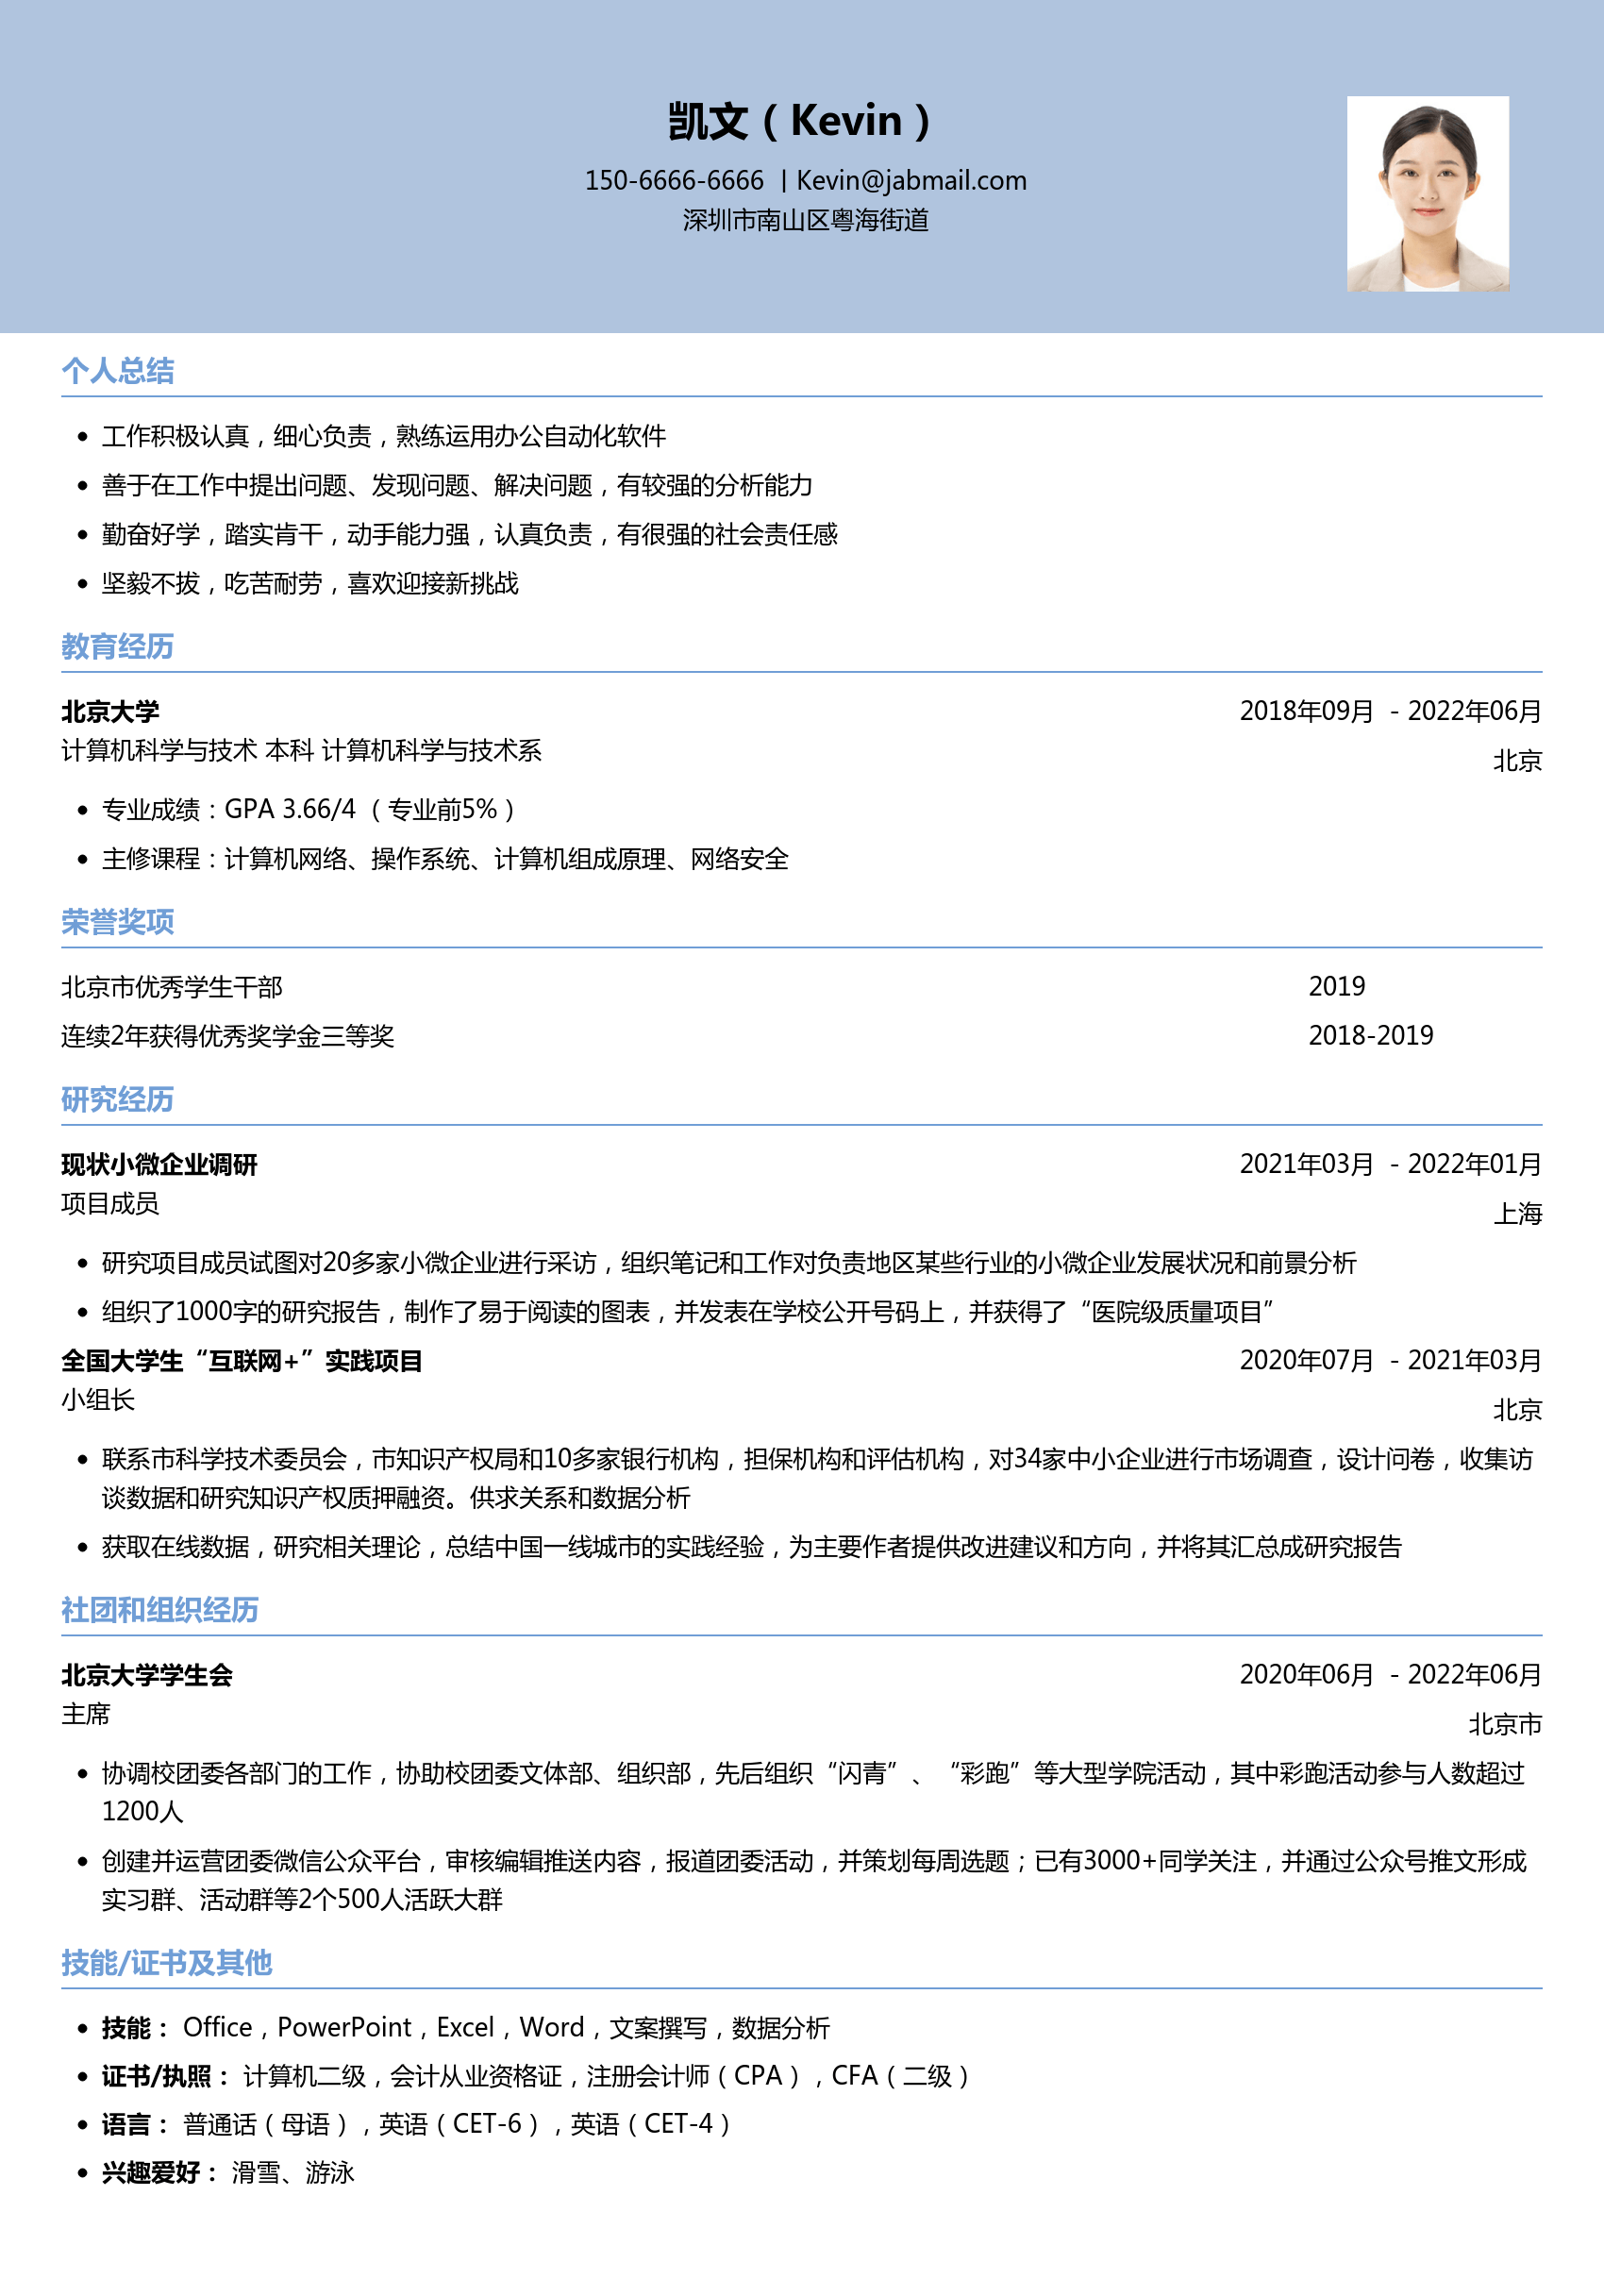 凯文（Kevin）
150-6666-6666 | Kevin@jabmail.com
深圳市南山区粤海街道
个人总结
• 工作积极认真，细心负责，熟练运用办公自动化软件
• 善于在工作中提出问题、发现问题、解决问题，有较强的分析能力
• 勤奋好学，踏实肯干，动手能力强，认真负责，有很强的社会责任感
• 坚毅不拔，吃苦耐劳，喜欢迎接新挑战
教育经历
北京大学 2018年09月 - 2022年06月
计算机科学与技术 本科 计算机科学与技术系 北京
• 专业成绩：GPA 3.66/4 （专业前5%）
• 主修课程：计算机网络、操作系统、计算机组成原理、网络安全
荣誉奖项
北京市优秀学生干部 2019
连续2年获得优秀奖学金三等奖 2018-2019
研究经历
现状小微企业调研 2021年03月 - 2022年01月
项目成员 上海
• 研究项目成员试图对20多家小微企业进行采访，组织笔记和工作对负责地区某些行业的小微企业发展状况和前景分析
• 组织了1000字的研究报告，制作了易于阅读的图表，并发表在学校公开号码上，并获得了“医院级质量项目”
全国大学生“互联网+”实践项目 2020年07月 - 2021年03月
小组长 北京
• 联系市科学技术委员会，市知识产权局和10多家银行机构，担保机构和评估机构，对34家中小企业进行市场调查，设计问卷，收集访
谈数据和研究知识产权质押融资。供求关系和数据分析
• 获取在线数据，研究相关理论，总结中国一线城市的实践经验，为主要作者提供改进建议和方向，并将其汇总成研究报告
社团和组织经历
北京大学学生会 2020年06月 - 2022年06月
主席 北京市
• 协调校团委各部门的工作，协助校团委文体部、组织部，先后组织“闪青”、“彩跑”等大型学院活动，其中彩跑活动参与人数超过
1200人
• 创建并运营团委微信公众平台，审核编辑推送内容，报道团委活动，并策划每周选题；已有3000+同学关注，并通过公众号推文形成
实习群、活动群等2个500人活跃大群
技能/证书及其他
• 技能： Office，PowerPoint，Excel，Word，文案撰写，数据分析
• 证书/执照： 计算机二级，会计从业资格证，注册会计师（CPA），CFA（二级）
• 语言： 普通话（母语），英语（CET-6），英语（CET-4）
• 兴趣爱好： 滑雪、游泳